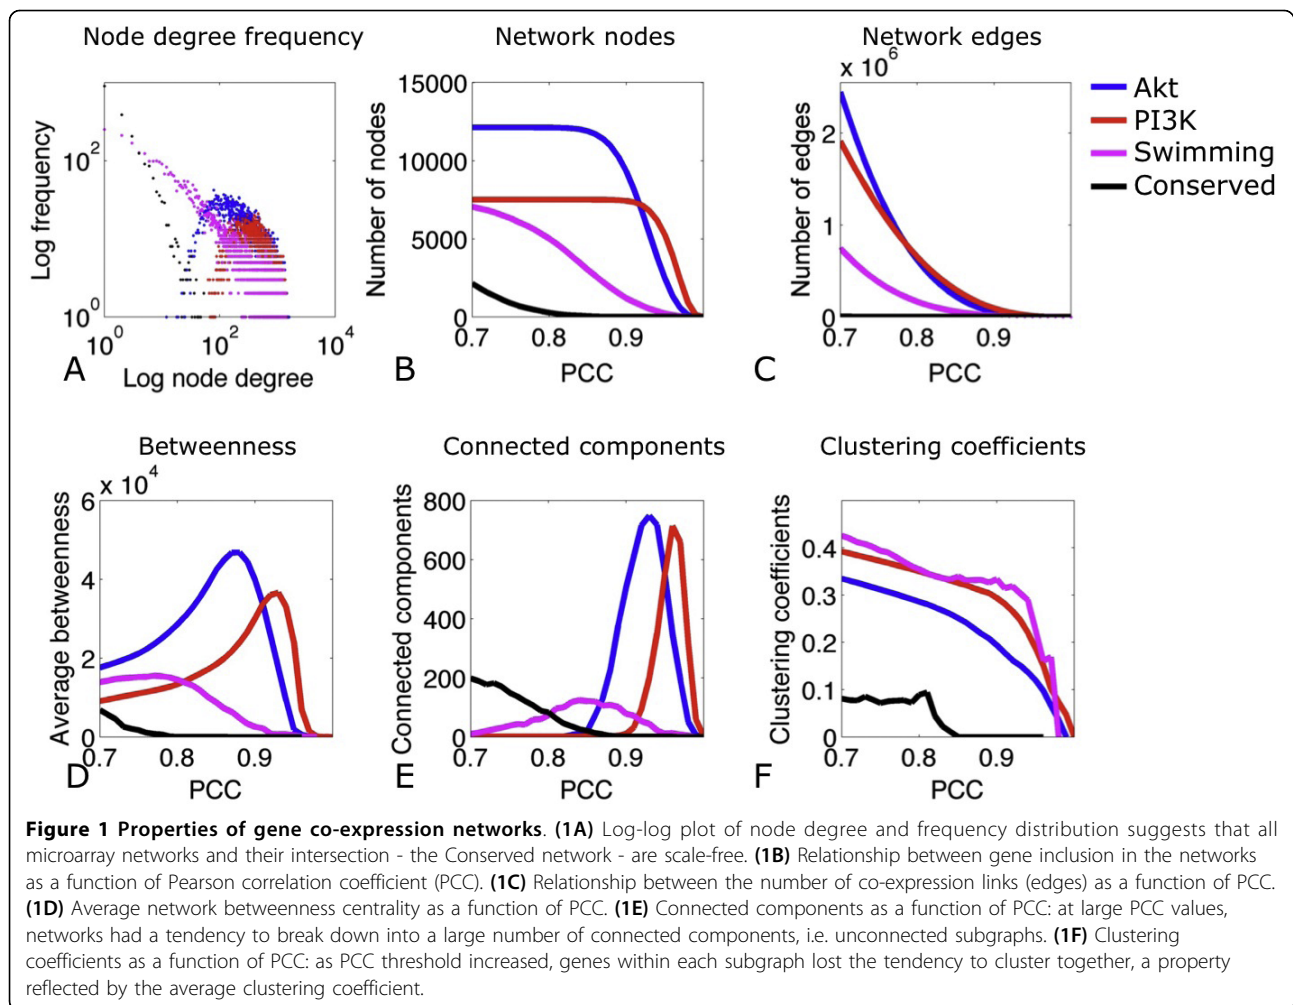 Node degree frequency
Network nodes
Network edges
Log frequency
10^2
10^0
10^0
10^2
10^4
A
Log node degree
Number of nodes
15000
10000
5000
0
0.7
0.8
0.9
B
PCC
x 10^6
Number of edges
2
1
0
0.7
0.8
0.9
C
PCC
Akt
PI3K
Swimming
Conserved
Betweenness
Connected components
Clustering coefficients
x 10^4
Average betweenness
6
4
2
0
0.7
0.8
0.9
D
PCC
Connected components
800
600
400
200
0
0.7
0.8
0.9
E
PCC
Clustering coefficients
0.4
0.3
0.2
0.1
0
0.7
0.8
0.9
F
PCC
Figure 1 Properties of gene co-expression networks. (1A) Log-log plot of node degree and frequency distribution suggests that all
microarray networks and their intersection - the Conserved network - are scale-free. (1B) Relationship between gene inclusion in the networks
as a function of Pearson correlation coefficient (PCC). (1C) Relationship between the number of co-expression links (edges) as a function of PCC.
(1D) Average network betweenness centrality as a function of PCC. (1E) Connected components as a function of PCC: at large PCC values,
networks had a tendency to break down into a large number of connected components, i.e. unconnected subgraphs. (1F) Clustering
coefficients as a function of PCC: as PCC threshold increased, genes within each subgraph lost the tendency to cluster together, a property
reflected by the average clustering coefficient.